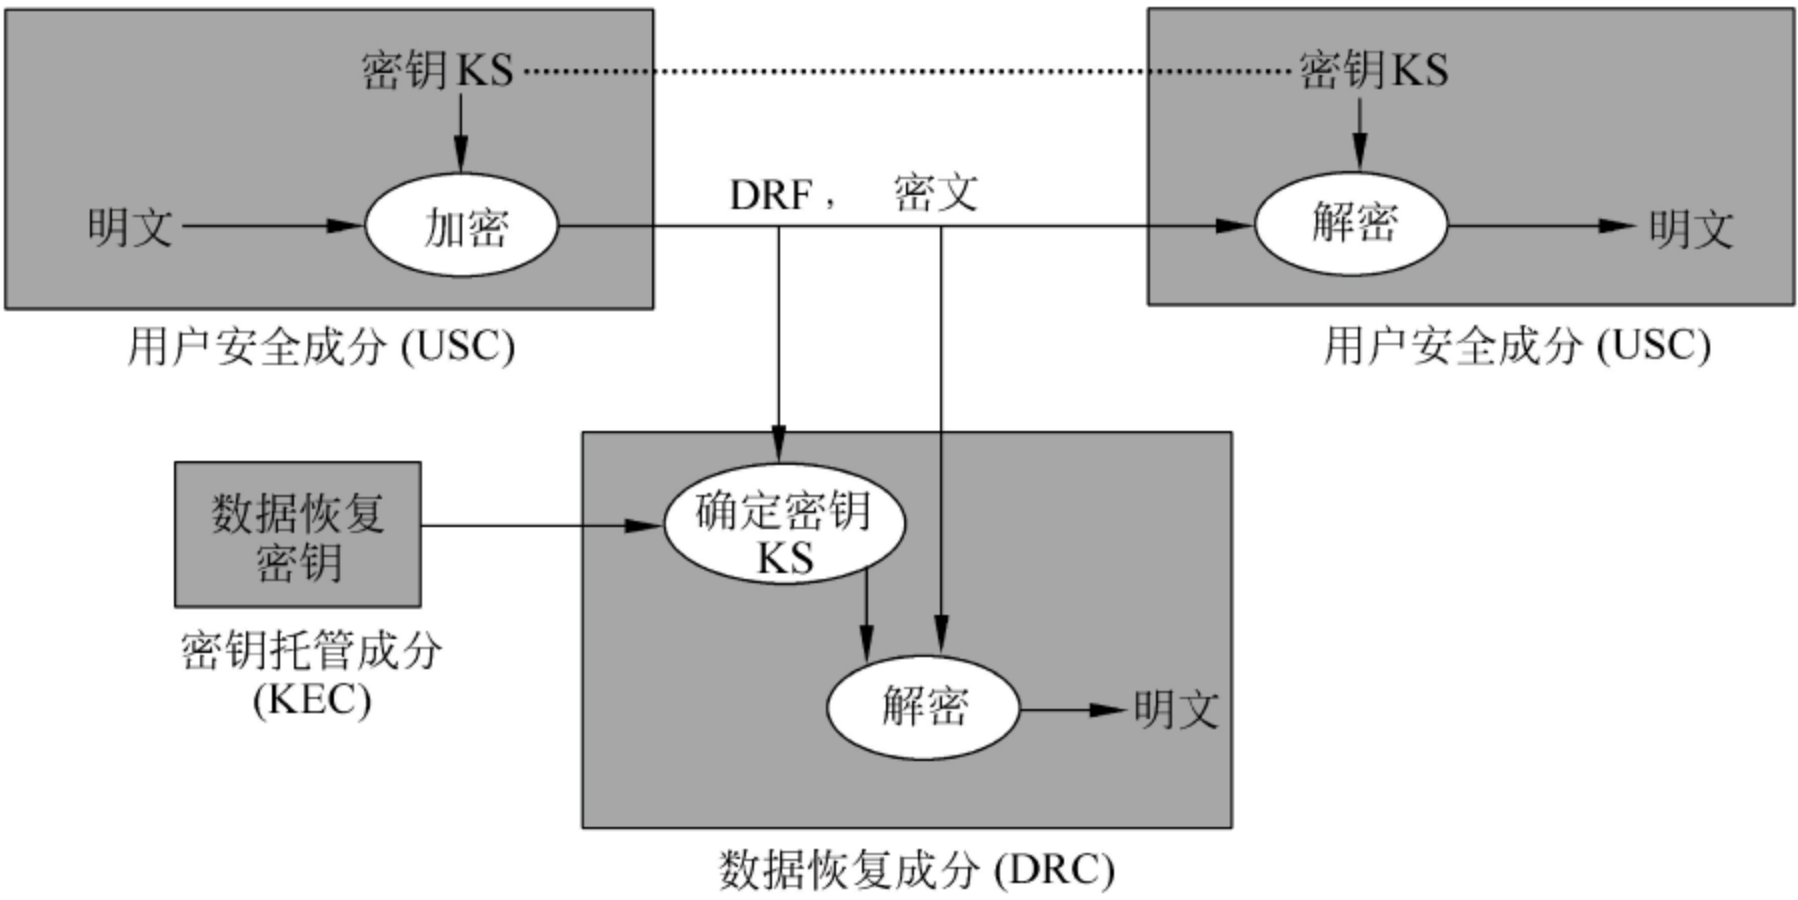 密钥KS
密钥KS
明文
加密
DRF， 密文
解密
明文
用户安全成分 (USC)
用户安全成分 (USC)
数据恢复
密钥
确定密钥
KS
密钥托管成分
(KEC)
解密
明文
数据恢复成分 (DRC)